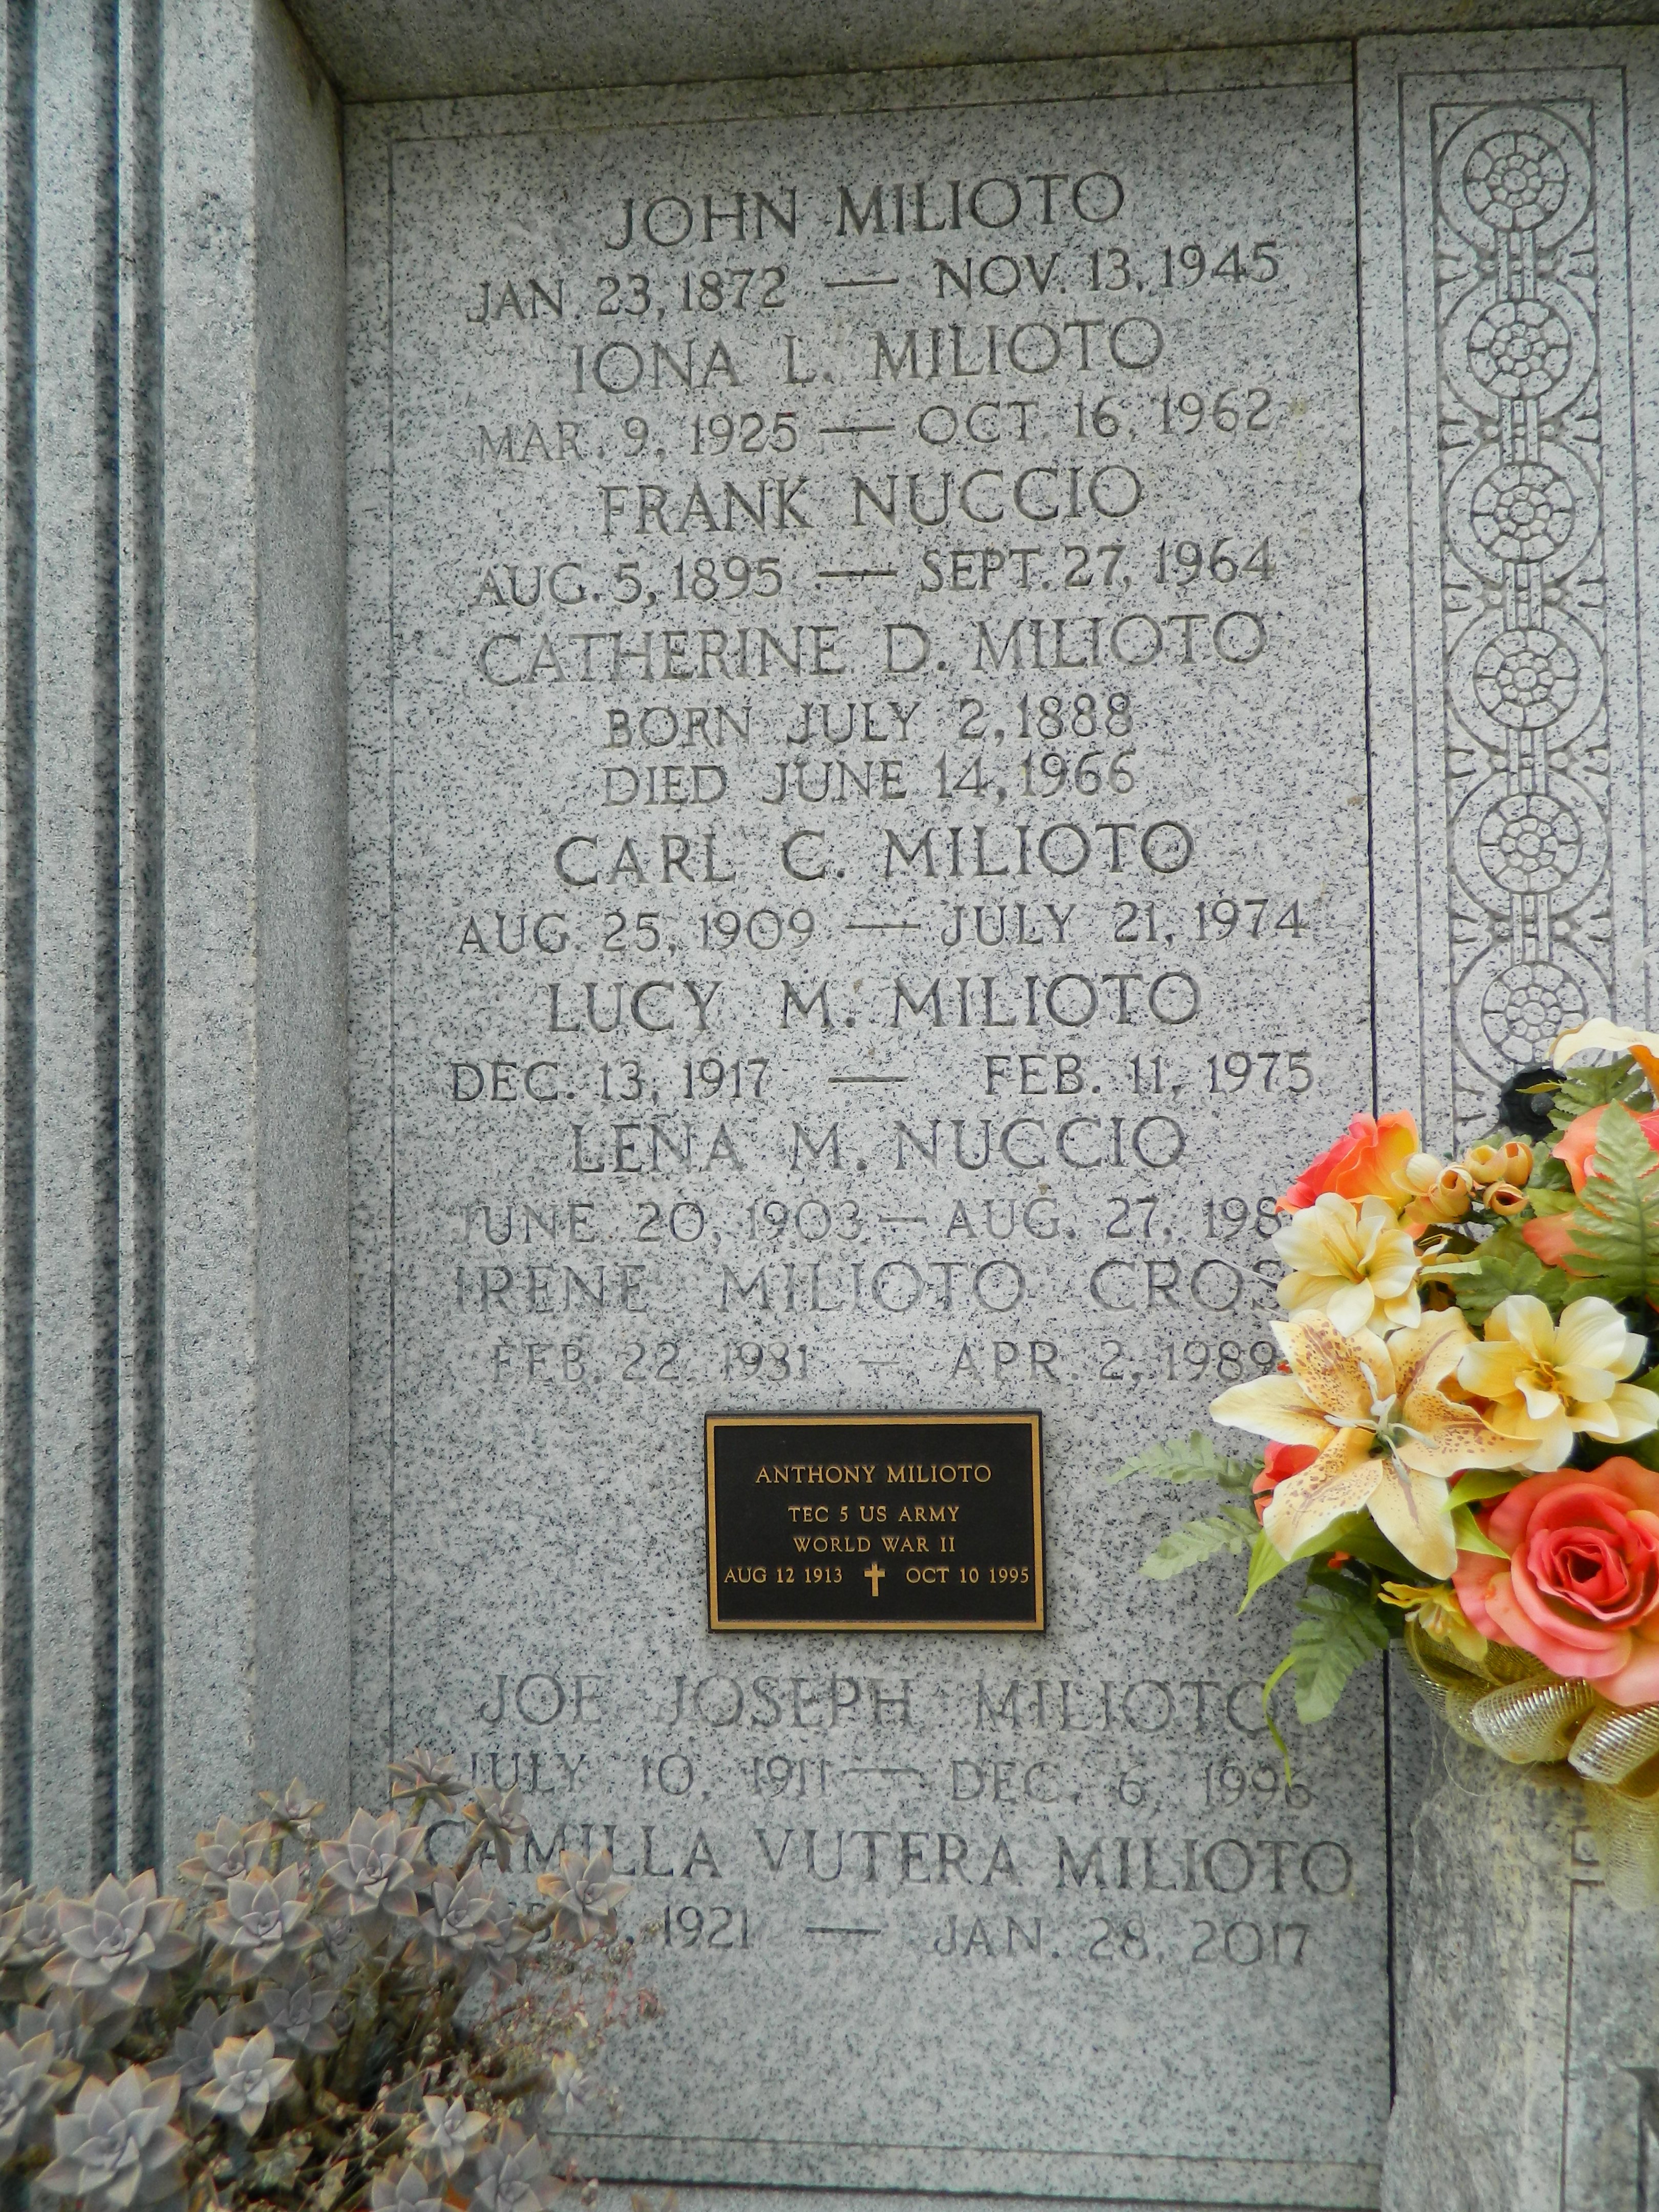 JOHN MILIOTO
JAN. 23, 1872 — NOV. 13, 1945
IONA L. MILIOTO
MAR. 9, 1925 — OCT. 16, 1962
FRANK NUCCIO
AUG. 5, 1895 — SEPT. 27, 1964
CATHERINE D. MILIOTO
BORN JULY 2, 1888
DIED JUNE 14, 1966
CARL C. MILIOTO
AUG. 25, 1909 — JULY 21, 1974
LUCY M. MILIOTO
DEC. 13, 1917 — FEB. 11, 1975
LENA M. NUCCIO
JUNE 20, 1903 — AUG. 27,
IRENE MILIOTO
FEB. 22, 1931 — APR. 2, 1989
ANTHONY MILIOTO
TEC 5 US ARMY
WORLD WAR II
AUG 12 1913 ✝ OCT 10 1995
JOE JOSEPH MILIOTO
JULY 10, 1911 — DEC. 6, 1996
CAMILLA VUTERA MILIOTO
1921 — JAN. 28, 2017